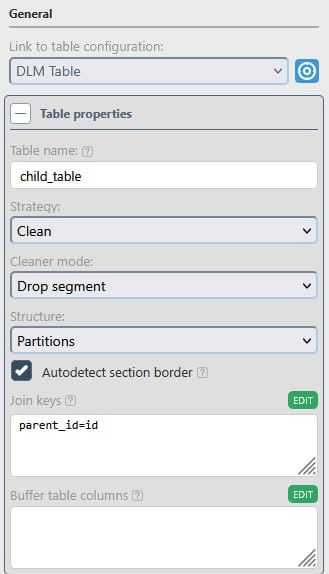 General
Link to table configuration:
DLM Table
Table properties
Table name: ?
child_table
Strategy:
Clean
Cleaner mode:
Drop segment
Structure:
Partitions
Autodetect section border ?
Join keys ? EDIT
parent_id=id
Buffer table columns ? EDIT